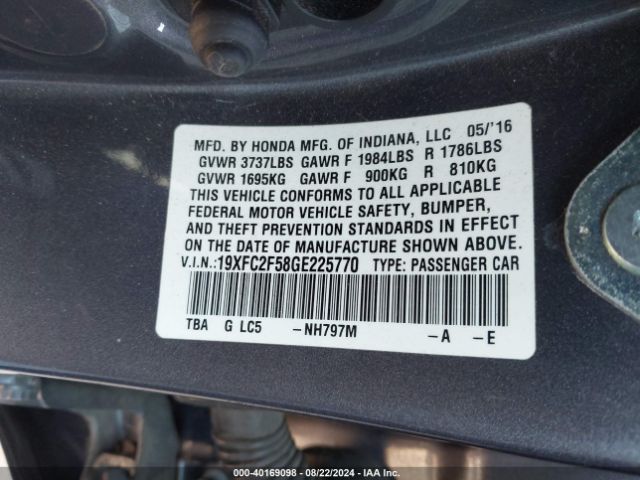 MFD. BY HONDA MFG. OF INDIANA, LLC 05/'16
GVWR 3737LBS GAWR F 1984LBS R 1786LBS
GVWR 1695KG GAWR F 900KG R 810KG
THIS VEHICLE CONFORMS TO ALL APPLICABLE
FEDERAL MOTOR VEHICLE SAFETY, BUMPER,
AND THEFT PREVENTION STANDARDS IN EFFECT
ON THE DATE OF MANUFACTURE SHOWN ABOVE.
V.I.N.:19XFC2F58GE225770 TYPE: PASSENGER CAR
TBA G LC5 -NH797M -A -E
000-40169098 - 08/22/2024 - IAA Inc.